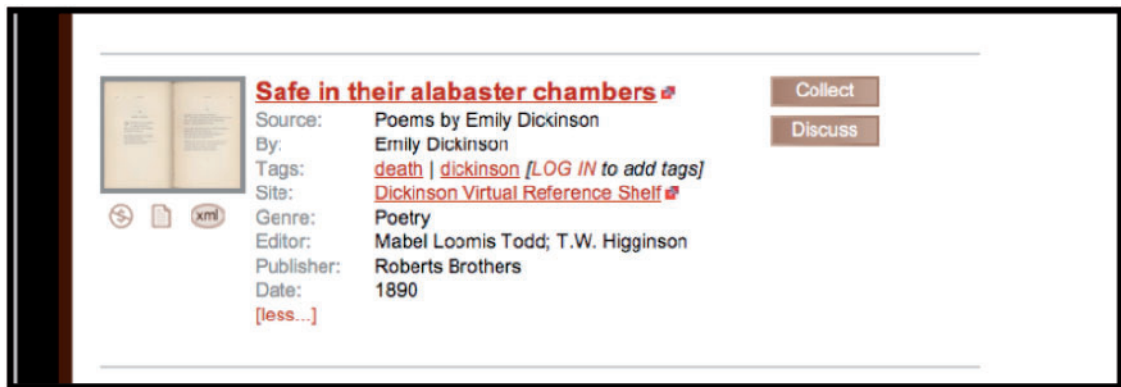 Safe in their alabaster chambers
Source: Poems by Emily Dickinson
By: Emily Dickinson
Tags: death | dickinson [LOG IN to add tags]
Site: Dickinson Virtual Reference Shelf
Genre: Poetry
Editor: Mabel Loomis Todd; T.W. Higginson
Publisher: Roberts Brothers
Date: 1890
[less...]
xml
Collect
Discuss